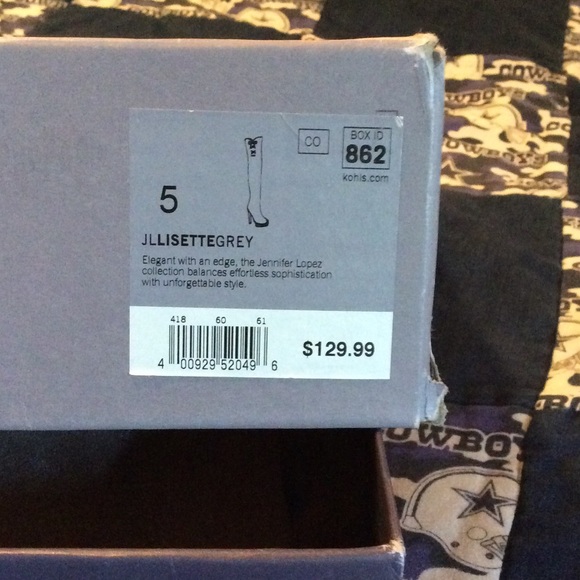 CO
BOX ID
862
kohls.com
5
JLLISETTEGREY
Elegant with an edge, the Jennifer Lopez
collection balances effortless sophistication
with unforgettable style.
418 60 61
4 00929 52049 6
$129.99
COWBOYS
COWBOYS
COWBOYS